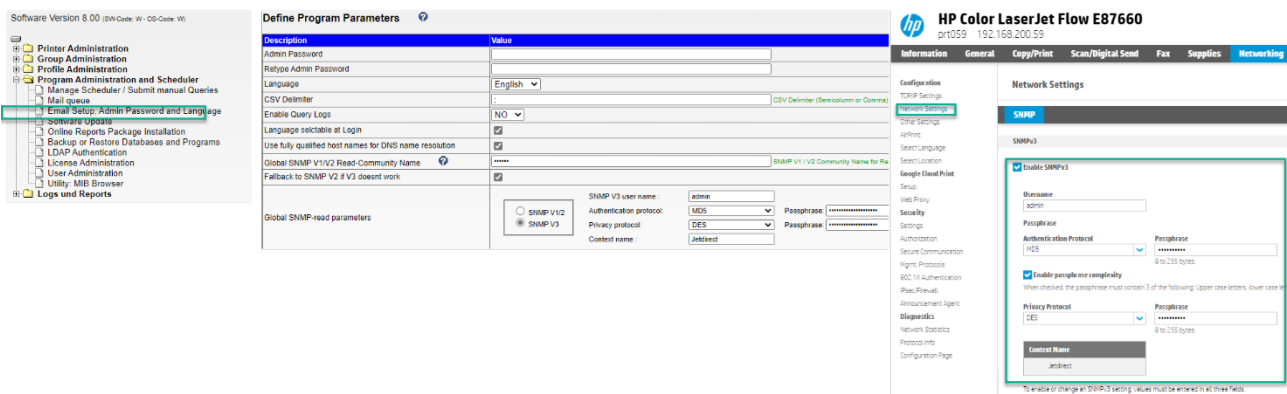 Software Version 8.00 (SW-Code: W - OS-Code: W)
Printer Administration
Group Administration
Profile Administration
Program Administration and Scheduler
Manage Scheduler / Submit manual Queries
Mail queue
Email Setup, Admin Password and Language
Software Update
Online Reports Package Installation
Backup or Restore Databases and Programs
LDAP Authentication
License Administration
User Administration
Utility: MIB Browser
Logs und Reports
Define Program Parameters ?
Description Value
Admin Password
Retype Admin Password
Language English
CSV Delimiter ; CSV Delimiter (Semicolumn or Comma)
Enable Query Logs NO
Language selctable at Login
Use fully qualified host names for DNS name resolution
Global SNMP V1/V2 Read-Community Name ? •••••• SNMP V1 / V2 Community Name for Re
Fallback to SNMP V2 if V3 doesnt work
Global SNMP-read parameters
SNMP V1/2
SNMP V3
SNMP V3 user name : admin
Authentication protocol: MD5 Passphrase: ••••••••••••••••••••
Privacy protocol: DES Passphrase: ••••••••••••••••••••
Context name : Jetdirect
hp
HP Color LaserJet Flow E87660
prt059 192.168.200.59
Information General Copy/Print Scan/Digital Send Fax Supplies Networking
Configuration
TCP/IP Settings
Network Settings
Other Settings
AirPrint
Select Language
Select Location
Google Cloud Print
Setup
Web Proxy
Security
Settings
Authorization
Secure Communication
Mgmt. Protocols
802.1X Authentication
IPsec/Firewall
Announcement Agent
Diagnostics
Network Statistics
Protocol Info
Configuration Page
Network Settings
SNMP
SNMPv3
Enable SNMPv3
Username
admin
Passphrase
Authentication Protocol Passphrase
MD5 ••••••••••
8 to 255 bytes
Enable passphrase complexity
When checked, the passphrase must contain 3 of the following: Upper case letters, lower case le
Privacy Protocol Passphrase
DES ••••••••••
8 to 255 bytes
Context Name
Jetdirect
To enable or change an SNMPv3 setting, values must be entered in all three fields.